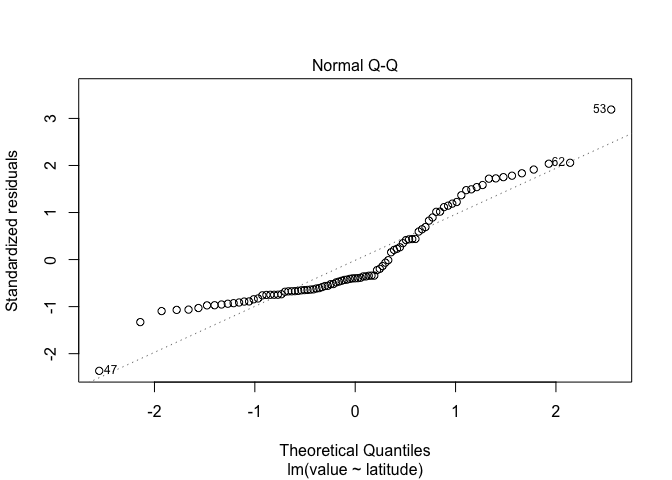 Normal Q-Q
53
62
47
3
2
1
0
-1
-2
Standardized residuals
-2 -1 0 1 2
Theoretical Quantiles
lm(value ~ latitude)